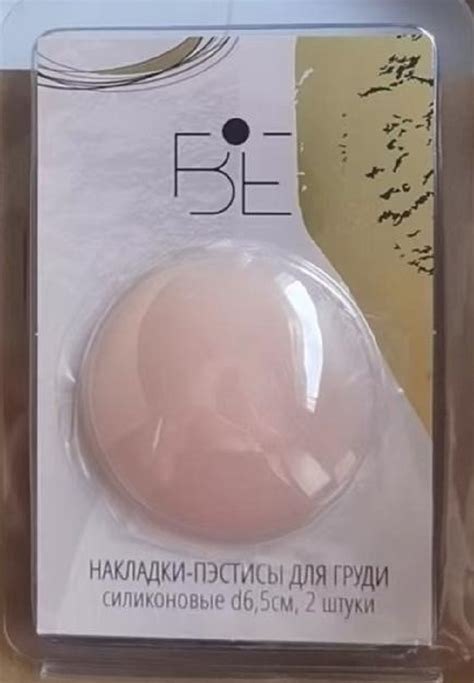 BE
НАКЛАДКИ-ПЭСТИСЫ ДЛЯ ГРУДИ
силиконовые d6,5см, 2 штуки